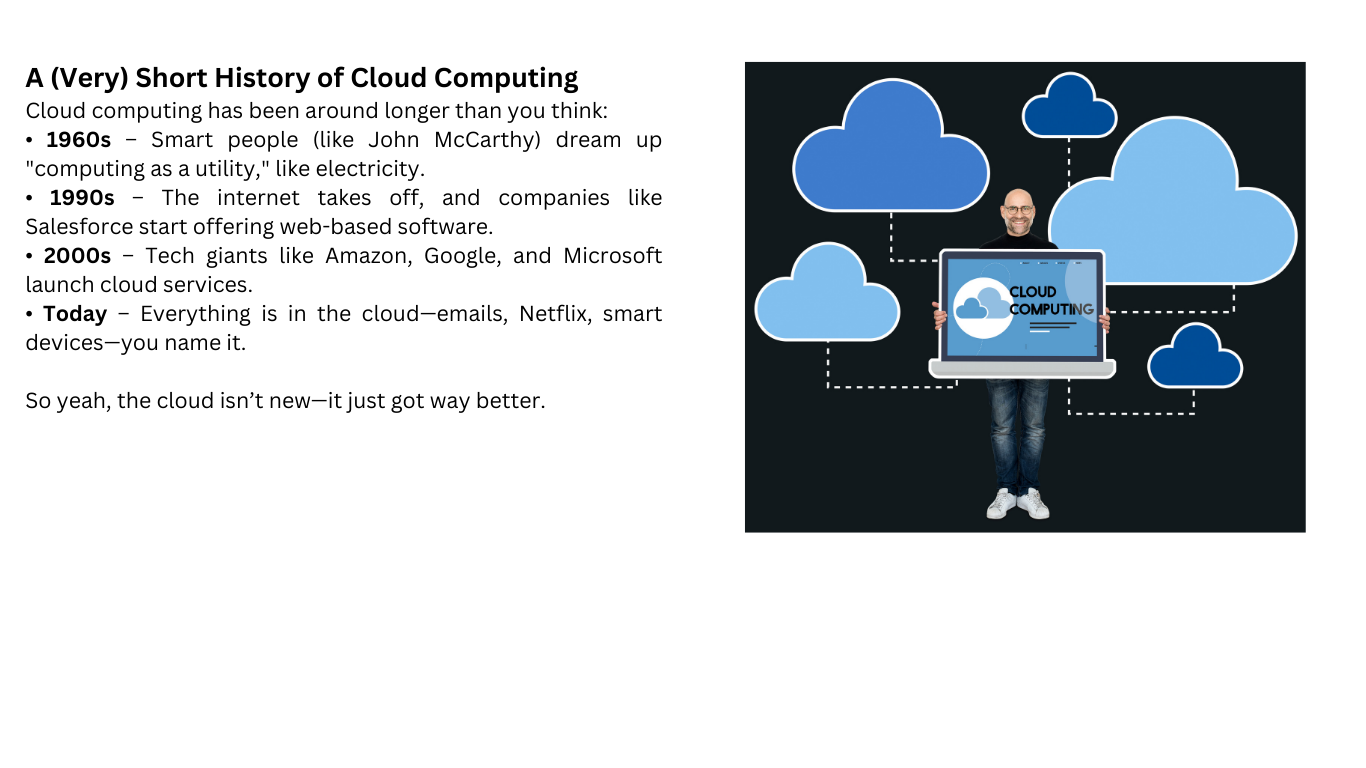 A (Very) Short History of Cloud Computing
Cloud computing has been around longer than you think:
• 1960s – Smart people (like John McCarthy) dream up
"computing as a utility," like electricity.
• 1990s – The internet takes off, and companies like
Salesforce start offering web-based software.
• 2000s – Tech giants like Amazon, Google, and Microsoft
launch cloud services.
• Today – Everything is in the cloud—emails, Netflix, smart
devices—you name it.
So yeah, the cloud isn’t new—it just got way better.
CLOUD
COMPUTING